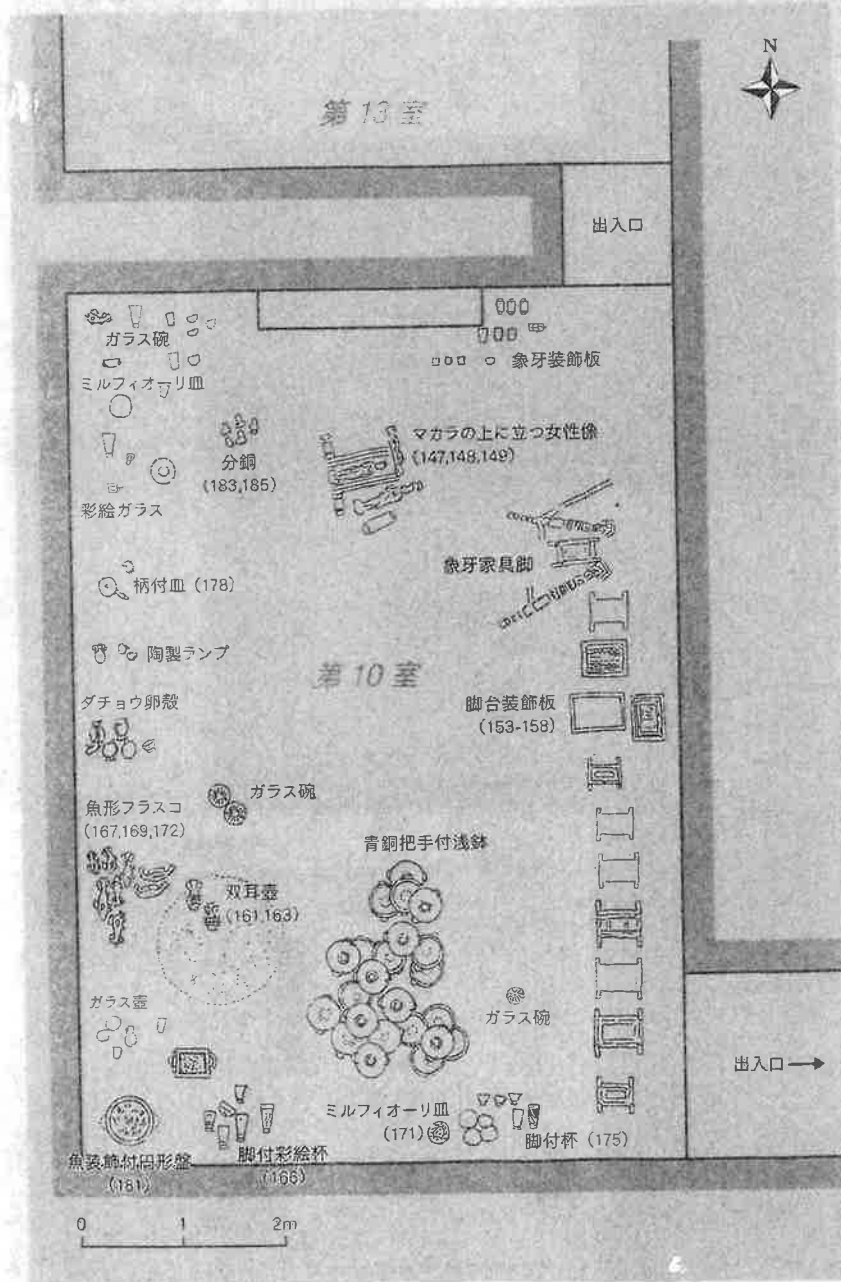 N
第13室
出入口
ガラス碗
ミルフィオーリ皿
象牙装飾板
分銅
(183,185)
マカラの上に立つ女性像
(147,148,149)
彩絵ガラス
象牙家具脚
柄付皿 (178)
陶製ランプ
第10室
ダチョウ卵殻
脚台装飾板
(153-158)
ガラス碗
魚形フラスコ
(167,169,172)
青銅把手付浅鉢
双耳壺
(161,163)
ガラス壺
ガラス碗
出入口
ミルフィオーリ皿
(171)
脚付杯 (175)
魚装飾付円形盤
(181)
脚付彩絵杯
(166)
0 1 2m